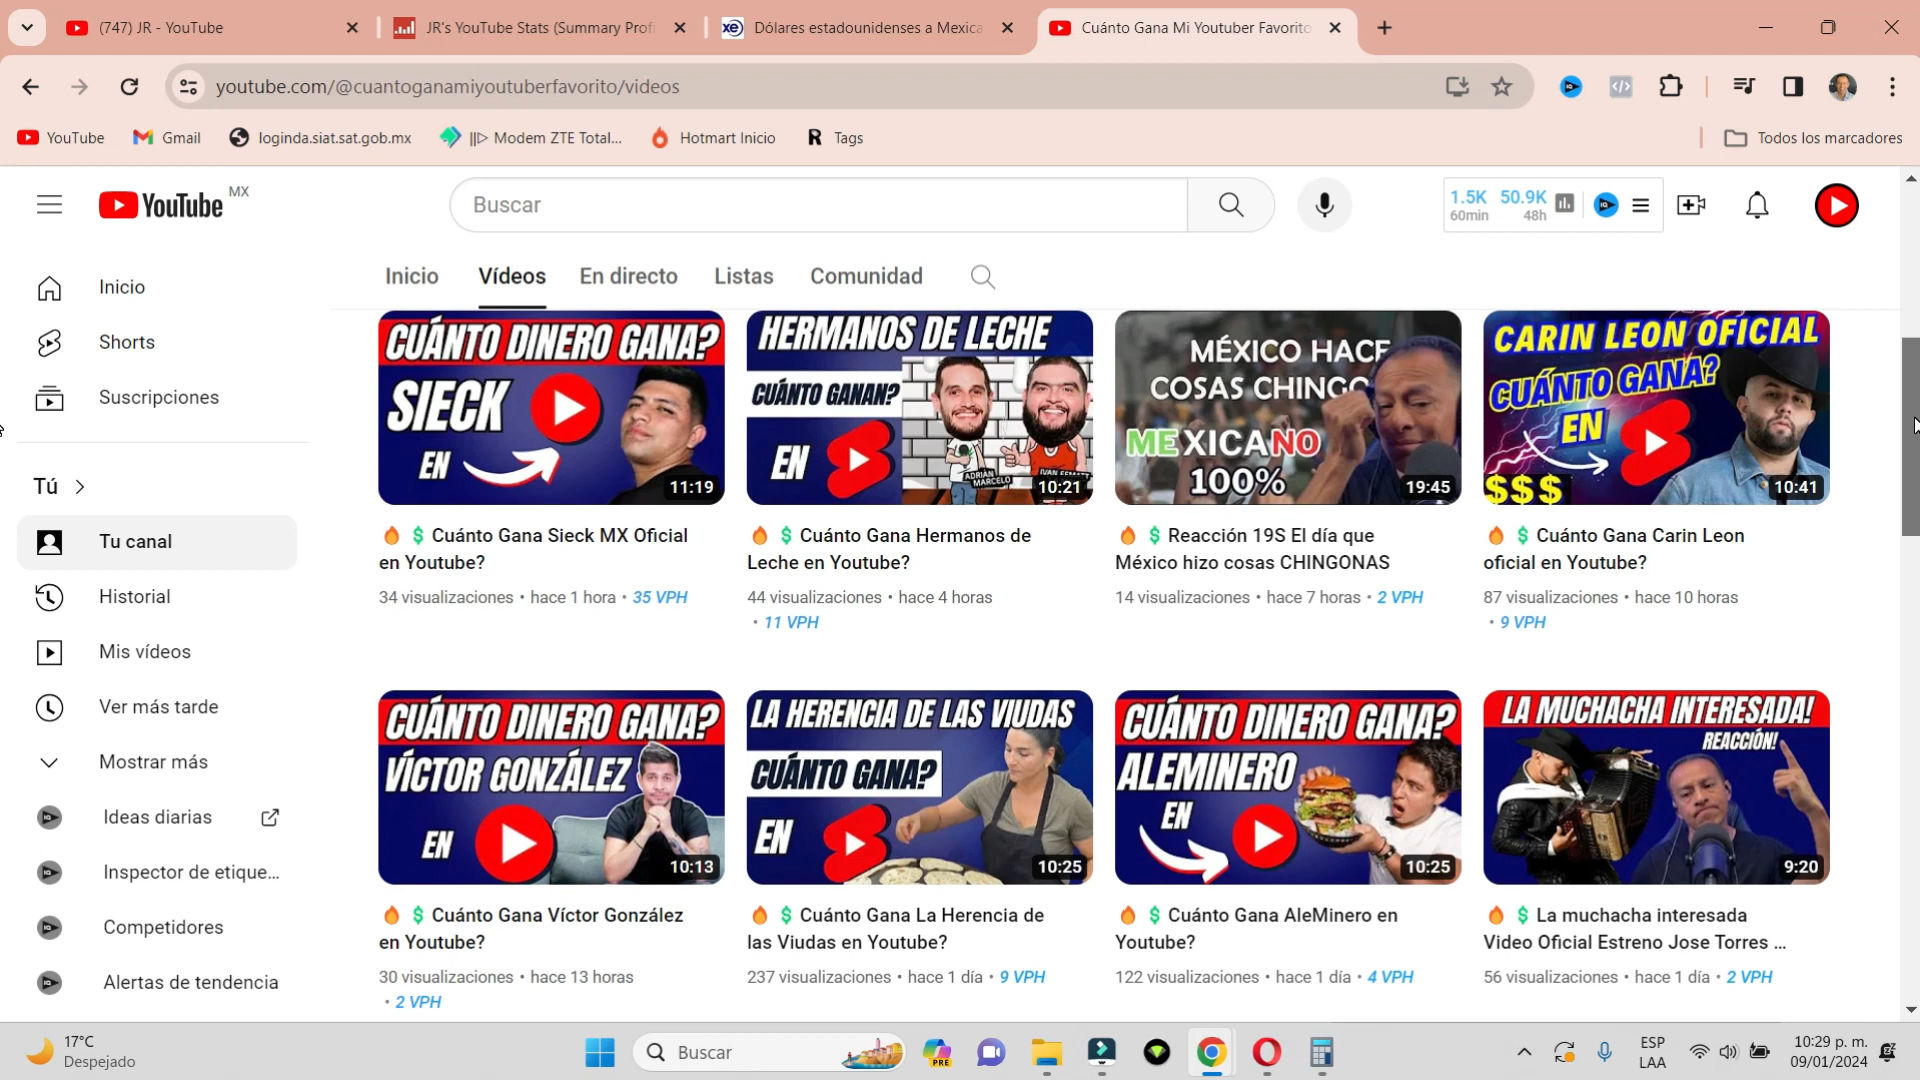 (747) JR - YouTube
JR's YouTube Stats (Summary Profi
xe
Dólares estadounidenses a Mexica
Cuánto Gana Mi Youtuber Favorito
youtube.com/@cuantoganamiyoutuberfavorito/videos
YouTube
Gmail
loginda.siat.sat.gob.mx
||▷ Modem ZTE Total...
Hotmart Inicio
R Tags
Todos los marcadores
YouTube MX
Buscar
1.5K 50.9K
60min 48h
Inicio
Vídeos
En directo
Listas
Comunidad
Inicio
Shorts
Suscripciones
Tú
Tu canal
Historial
Mis vídeos
Ver más tarde
Mostrar más
Ideas diarias
Inspector de etique...
Competidores
Alertas de tendencia
CUÁNTO DINERO GANA?
SIECK
EN
11:19
HERMANOS DE LECHE
CUÁNTO GANAN?
EN
ADRIÁN
MARCELO
10:21
MÉXICO HACE
COSAS CHINGO
MEXICANO
100%
19:45
CARIN LEON OFICIAL
CUÁNTO GANA?
EN
$$$
10:41
🔥 💲 Cuánto Gana Sieck MX Oficial
en Youtube?
34 visualizaciones • hace 1 hora • 35 VPH
🔥 💲 Cuánto Gana Hermanos de
Leche en Youtube?
44 visualizaciones • hace 4 horas
• 11 VPH
🔥 💲 Reacción 19S El día que
México hizo cosas CHINGONAS
14 visualizaciones • hace 7 horas • 2 VPH
🔥 💲 Cuánto Gana Carin Leon
oficial en Youtube?
87 visualizaciones • hace 10 horas
• 9 VPH
CUÁNTO DINERO GANA?
VÍCTOR GONZÁLEZ
EN
10:13
LA HERENCIA DE LAS VIUDAS
CUÁNTO GANA?
EN
10:25
CUÁNTO DINERO GANA?
ALEMINERO
EN
10:25
LA MUCHACHA INTERESADA!
REACCIÓN!
9:20
🔥 💲 Cuánto Gana Víctor González
en Youtube?
30 visualizaciones • hace 13 horas
• 2 VPH
🔥 💲 Cuánto Gana La Herencia de
las Viudas en Youtube?
237 visualizaciones • hace 1 día • 9 VPH
🔥 💲 Cuánto Gana AleMinero en
Youtube?
122 visualizaciones • hace 1 día • 4 VPH
🔥 💲 La muchacha interesada
Video Oficial Estreno Jose Torres ...
56 visualizaciones • hace 1 día • 2 VPH
17°C
Despejado
Buscar
PRE
ESP
LAA
10:29 p. m.
09/01/2024